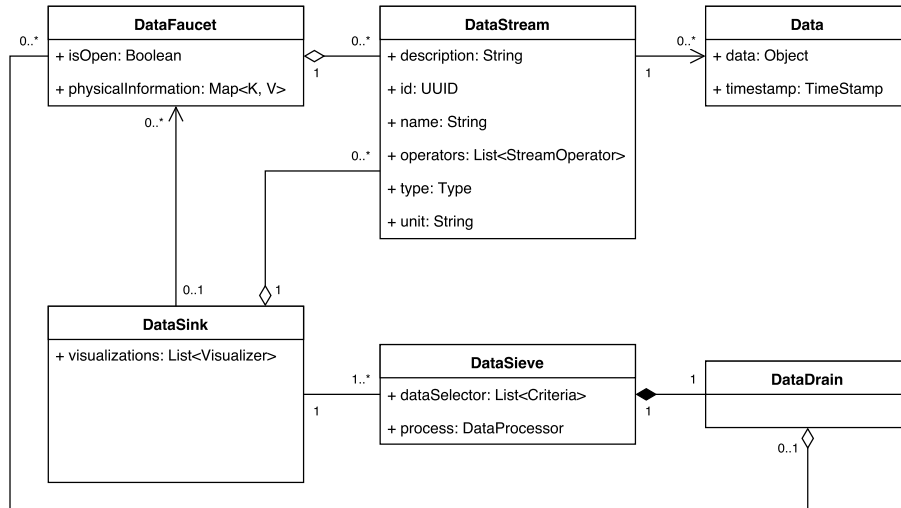 DataFaucet
+ isOpen: Boolean
+ physicalInformation: Map<K, V>
0..*
0..*
1
0..*
DataStream
+ description: String
+ id: UUID
+ name: String
+ operators: List<StreamOperator>
+ type: Type
+ unit: String
0..*
1
0..*
Data
+ data: Object
+ timestamp: TimeStamp
0..1
1
DataSink
+ visualizations: List<Visualizer>
1..*
1
DataSieve
+ dataSelector: List<Criteria>
+ process: DataProcessor
1
1
DataDrain
0..1